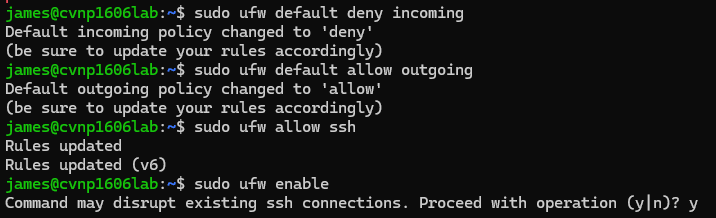 james@cvnp1606lab:~$ sudo ufw default deny incoming
Default incoming policy changed to 'deny'
(be sure to update your rules accordingly)
james@cvnp1606lab:~$ sudo ufw default allow outgoing
Default outgoing policy changed to 'allow'
(be sure to update your rules accordingly)
james@cvnp1606lab:~$ sudo ufw allow ssh
Rules updated
Rules updated (v6)
james@cvnp1606lab:~$ sudo ufw enable
Command may disrupt existing ssh connections. Proceed with operation (y|n)? y